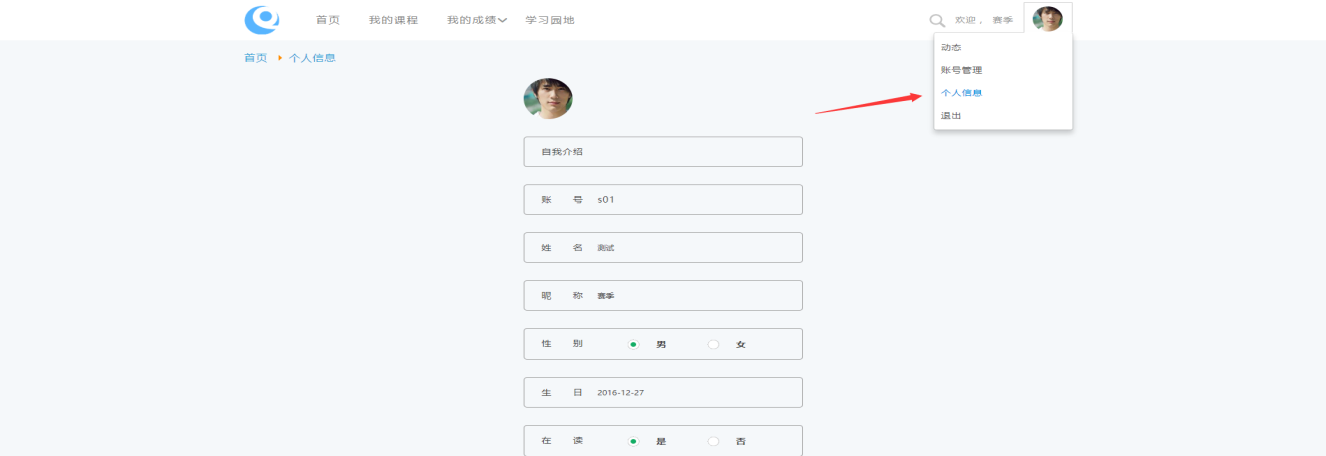 首页 我的课程 我的成绩 学习园地 欢迎， 赛季
动态
账号管理
个人信息
退出
首页 个人信息
自我介绍
账 号 s01
姓 名 测试
昵 称 赛季
性 别 男 女
生 日 2016-12-27
在 读 是 否